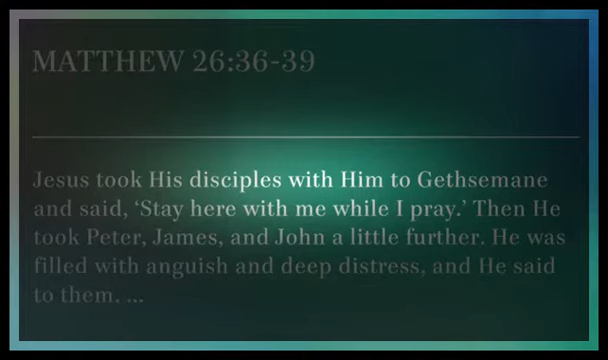 MATTHEW 26:36-39
Jesus took His disciples with Him to Gethsemane
and said, ‘Stay here with me while I pray.’ Then He
took Peter, James, and John a little further. He was
filled with anguish and deep distress, and He said
to them, ...